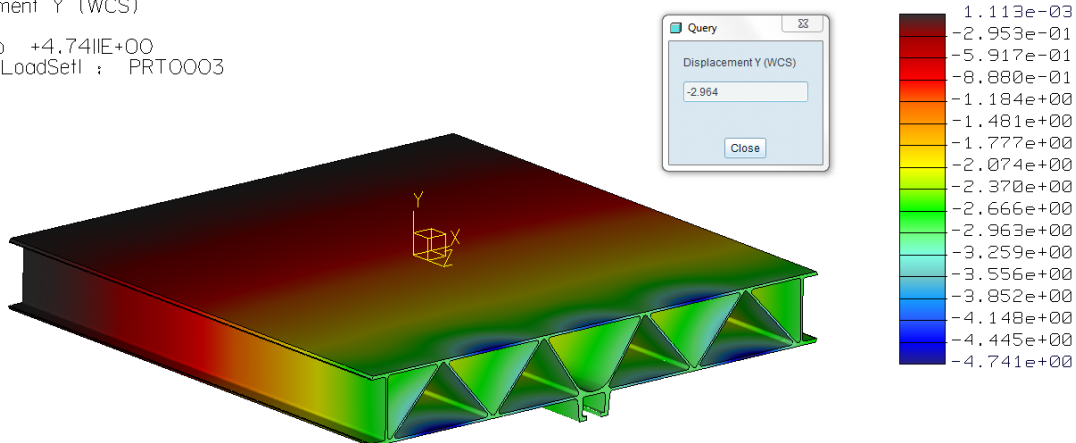 ment Y (WCS)
+4.7411E+00
LoadSet1 : PRT0003
Query
Displacement Y (WCS)
-2.964
Close
Y
X
Z
1.113e-03
-2.953e-01
-5.917e-01
-8.880e-01
-1.184e+00
-1.481e+00
-1.777e+00
-2.074e+00
-2.370e+00
-2.666e+00
-2.963e+00
-3.259e+00
-3.556e+00
-3.852e+00
-4.148e+00
-4.445e+00
-4.741e+00